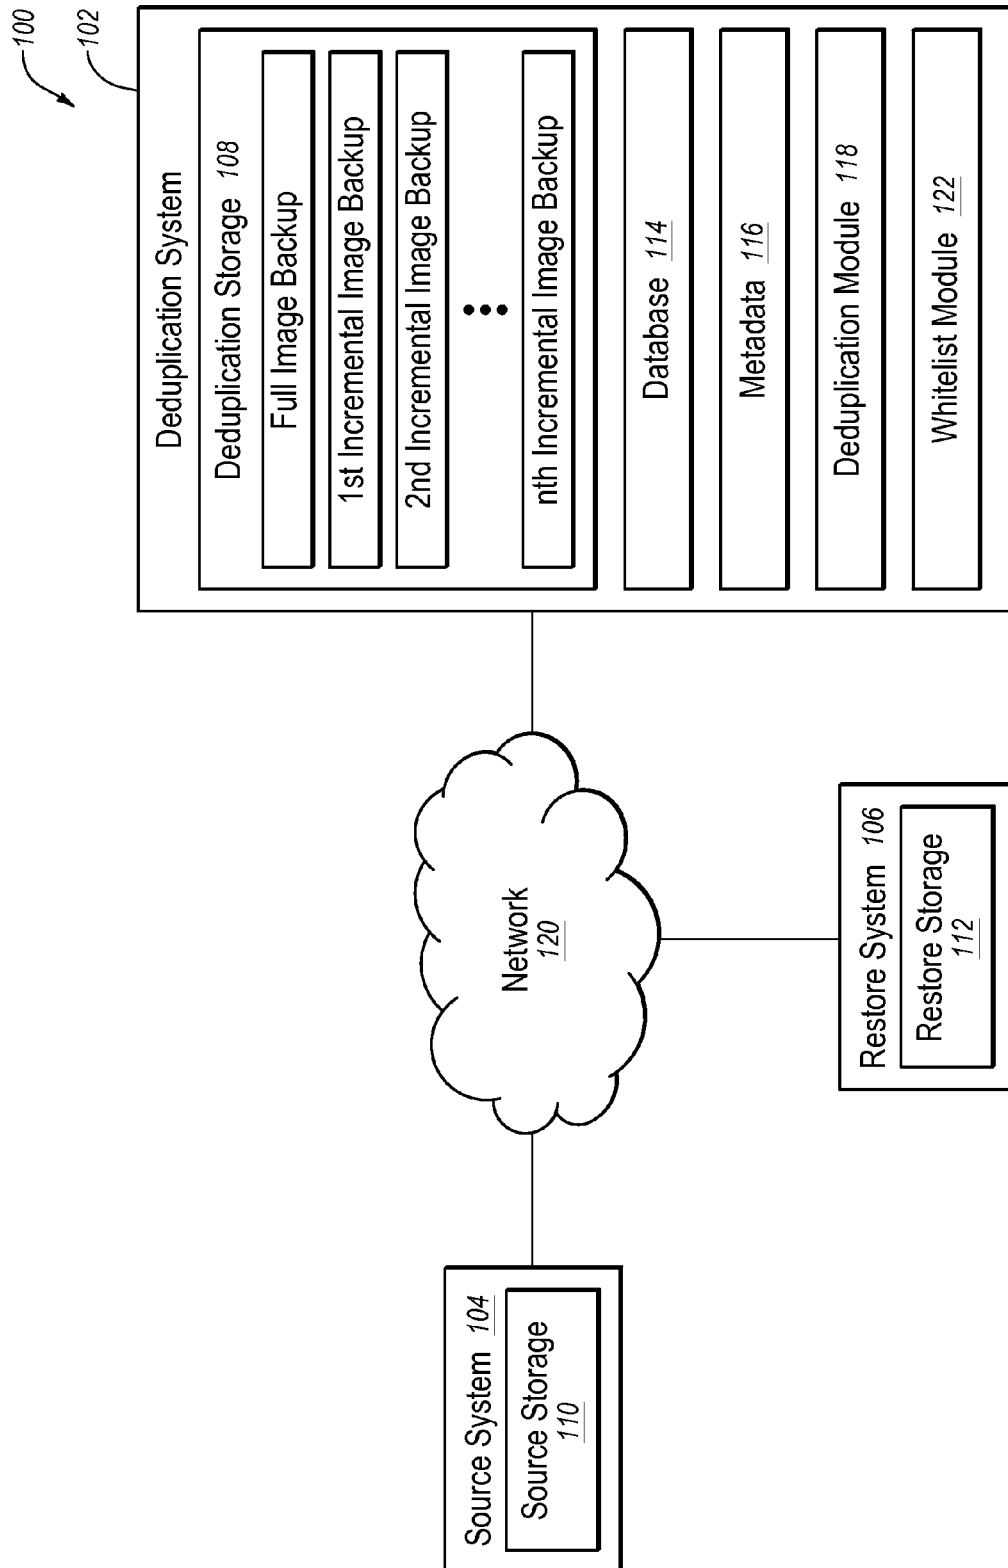 100
102
Deduplication System
Deduplication Storage 108
Full Image Backup
1st Incremental Image Backup
2nd Incremental Image Backup
nth Incremental Image Backup
Database 114
Metadata 116
Deduplication Module 118
Whitelist Module 122
Network
120
Source System 104
Source Storage
110
Restore System 106
Restore Storage
112